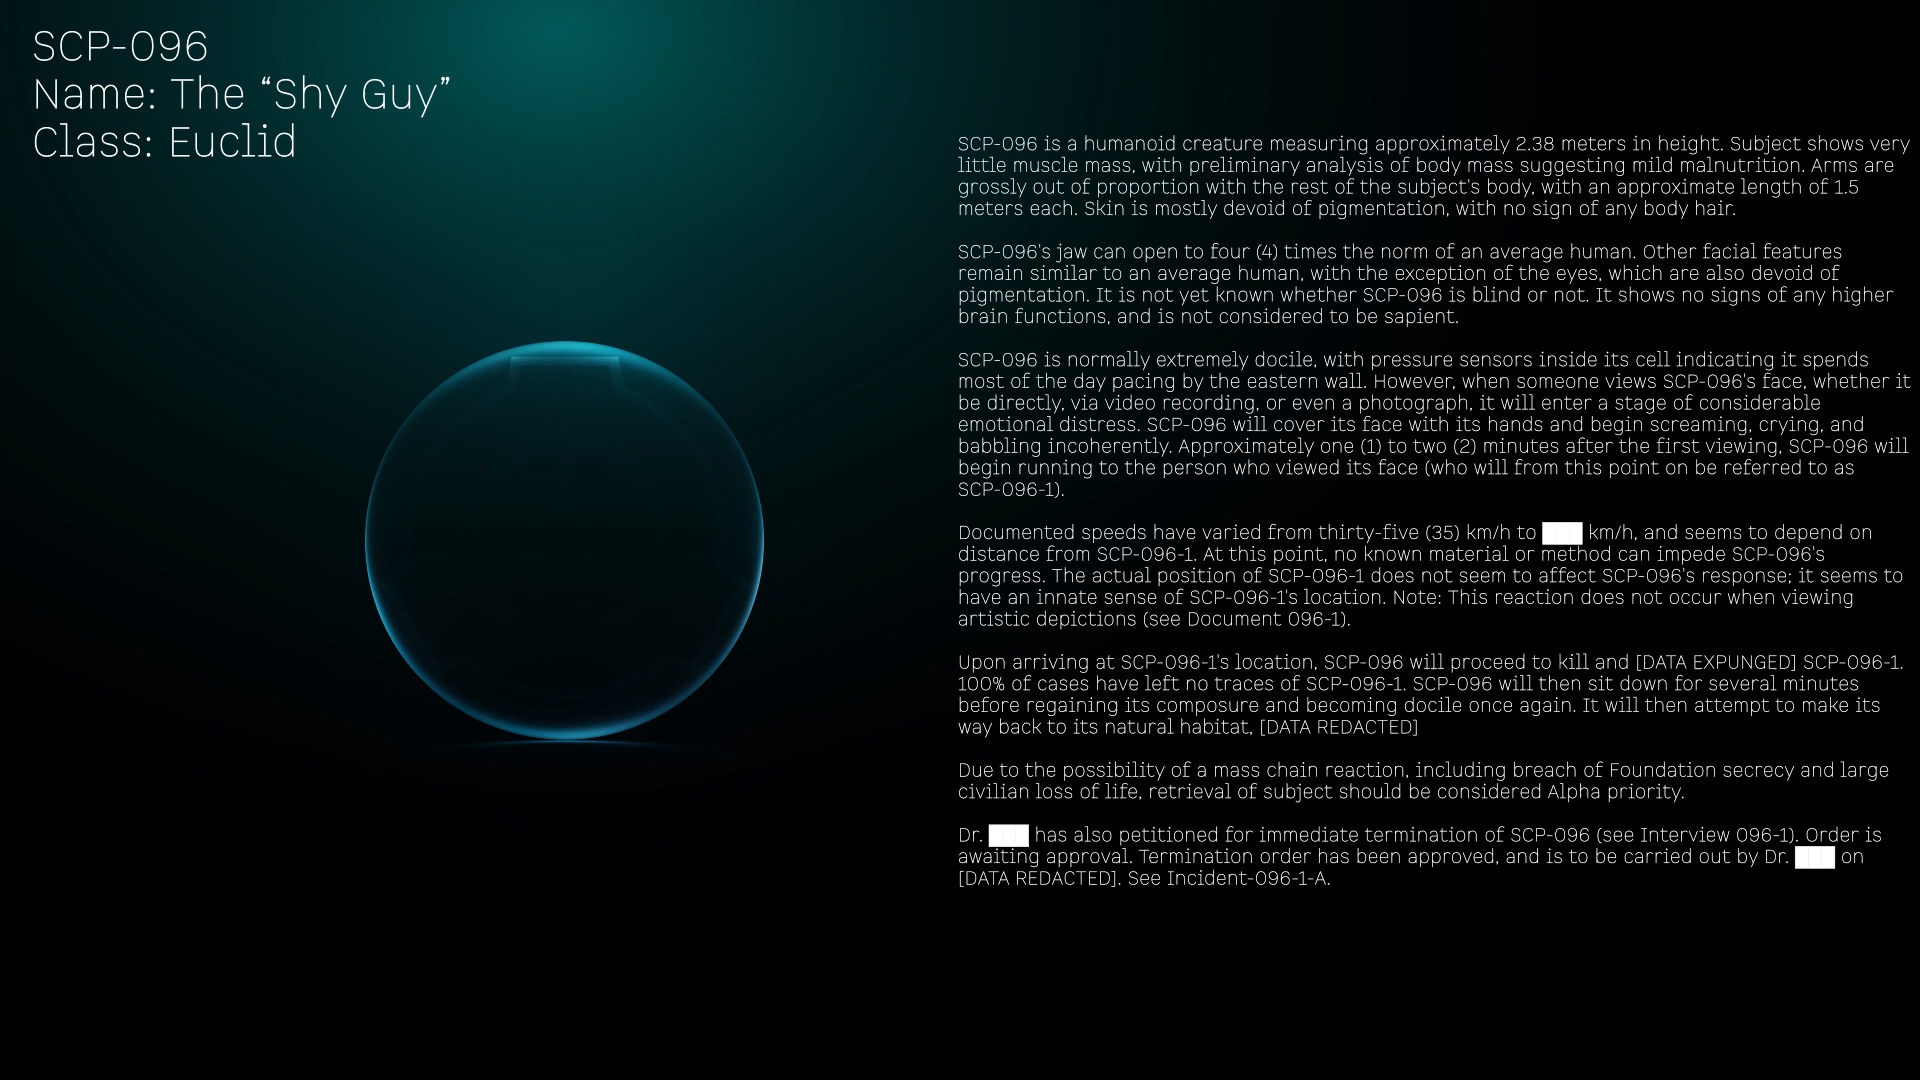 SCP-096
Name: The “Shy Guy”
Class: Euclid
SCP-096 is a humanoid creature measuring approximately 2.38 meters in height. Subject shows very
little muscle mass, with preliminary analysis of body mass suggesting mild malnutrition. Arms are
grossly out of proportion with the rest of the subject's body, with an approximate length of 1.5
meters each. Skin is mostly devoid of pigmentation, with no sign of any body hair.
SCP-096's jaw can open to four (4) times the norm of an average human. Other facial features
remain similar to an average human, with the exception of the eyes, which are also devoid of
pigmentation. It is not yet known whether SCP-096 is blind or not. It shows no signs of any higher
brain functions, and is not considered to be sapient.
SCP-096 is normally extremely docile, with pressure sensors inside its cell indicating it spends
most of the day pacing by the eastern wall. However, when someone views SCP-096's face, whether it
be directly, via video recording, or even a photograph, it will enter a stage of considerable
emotional distress. SCP-096 will cover its face with its hands and begin screaming, crying, and
babbling incoherently. Approximately one (1) to two (2) minutes after the first viewing, SCP-096 will
begin running to the person who viewed its face (who will from this point on be referred to as
SCP-096-1).
Documented speeds have varied from thirty-five (35) km/h to ███ km/h, and seems to depend on
distance from SCP-096-1. At this point, no known material or method can impede SCP-096's
progress. The actual position of SCP-096-1 does not seem to affect SCP-096's response; it seems to
have an innate sense of SCP-096-1's location. Note: This reaction does not occur when viewing
artistic depictions (see Document 096-1).
Upon arriving at SCP-096-1's location, SCP-096 will proceed to kill and [DATA EXPUNGED] SCP-096-1.
100% of cases have left no traces of SCP-096-1. SCP-096 will then sit down for several minutes
before regaining its composure and becoming docile once again. It will then attempt to make its
way back to its natural habitat, [DATA REDACTED]
Due to the possibility of a mass chain reaction, including breach of Foundation secrecy and large
civilian loss of life, retrieval of subject should be considered Alpha priority.
Dr. ███ has also petitioned for immediate termination of SCP-096 (see Interview 096-1). Order is
awaiting approval. Termination order has been approved, and is to be carried out by Dr. ███ on
[DATA REDACTED]. See Incident-096-1-A.